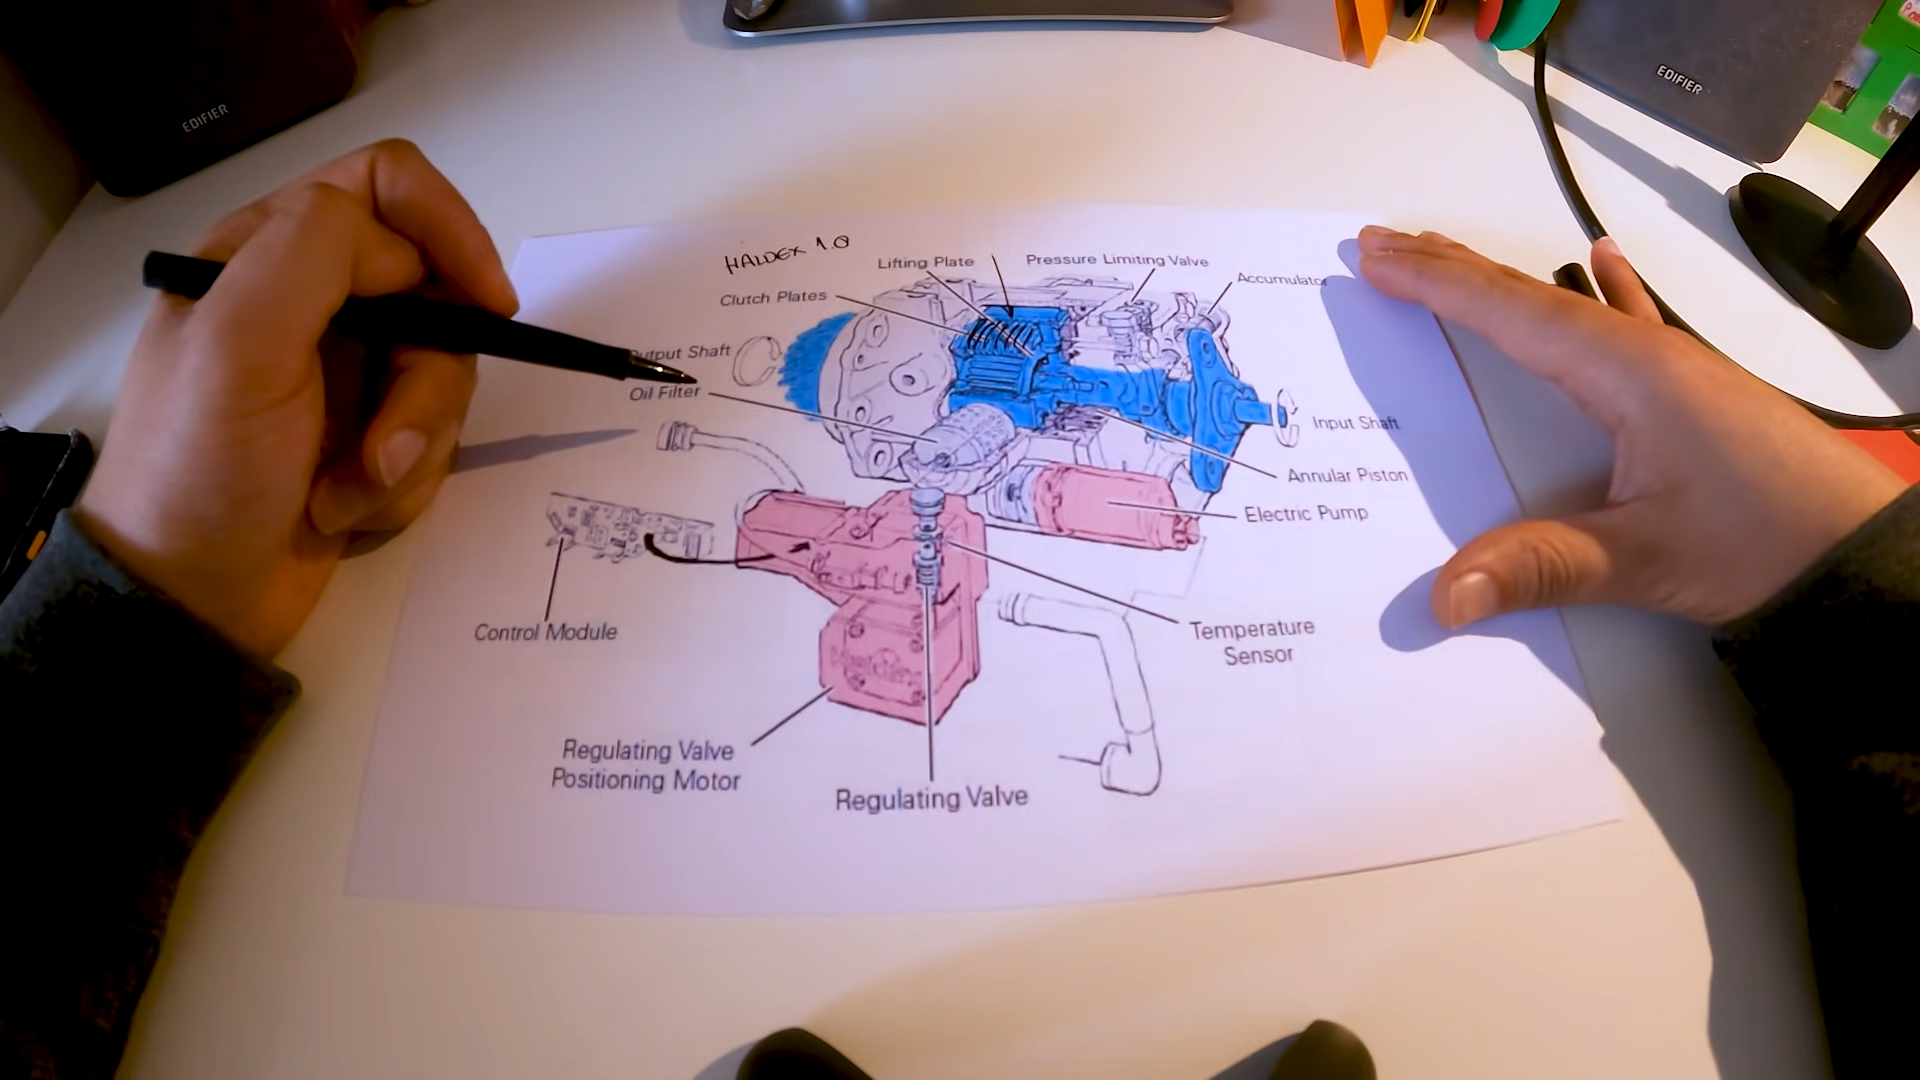 EDIFIER
EDIFIER
HALDEX 1.0
Lifting Plate
Pressure Limiting Valve
Clutch Plates
Accumulator
Output Shaft
Oil Filter
Input Shaft
Annular Piston
Electric Pump
Control Module
Temperature
Sensor
Regulating Valve
Positioning Motor
Regulating Valve